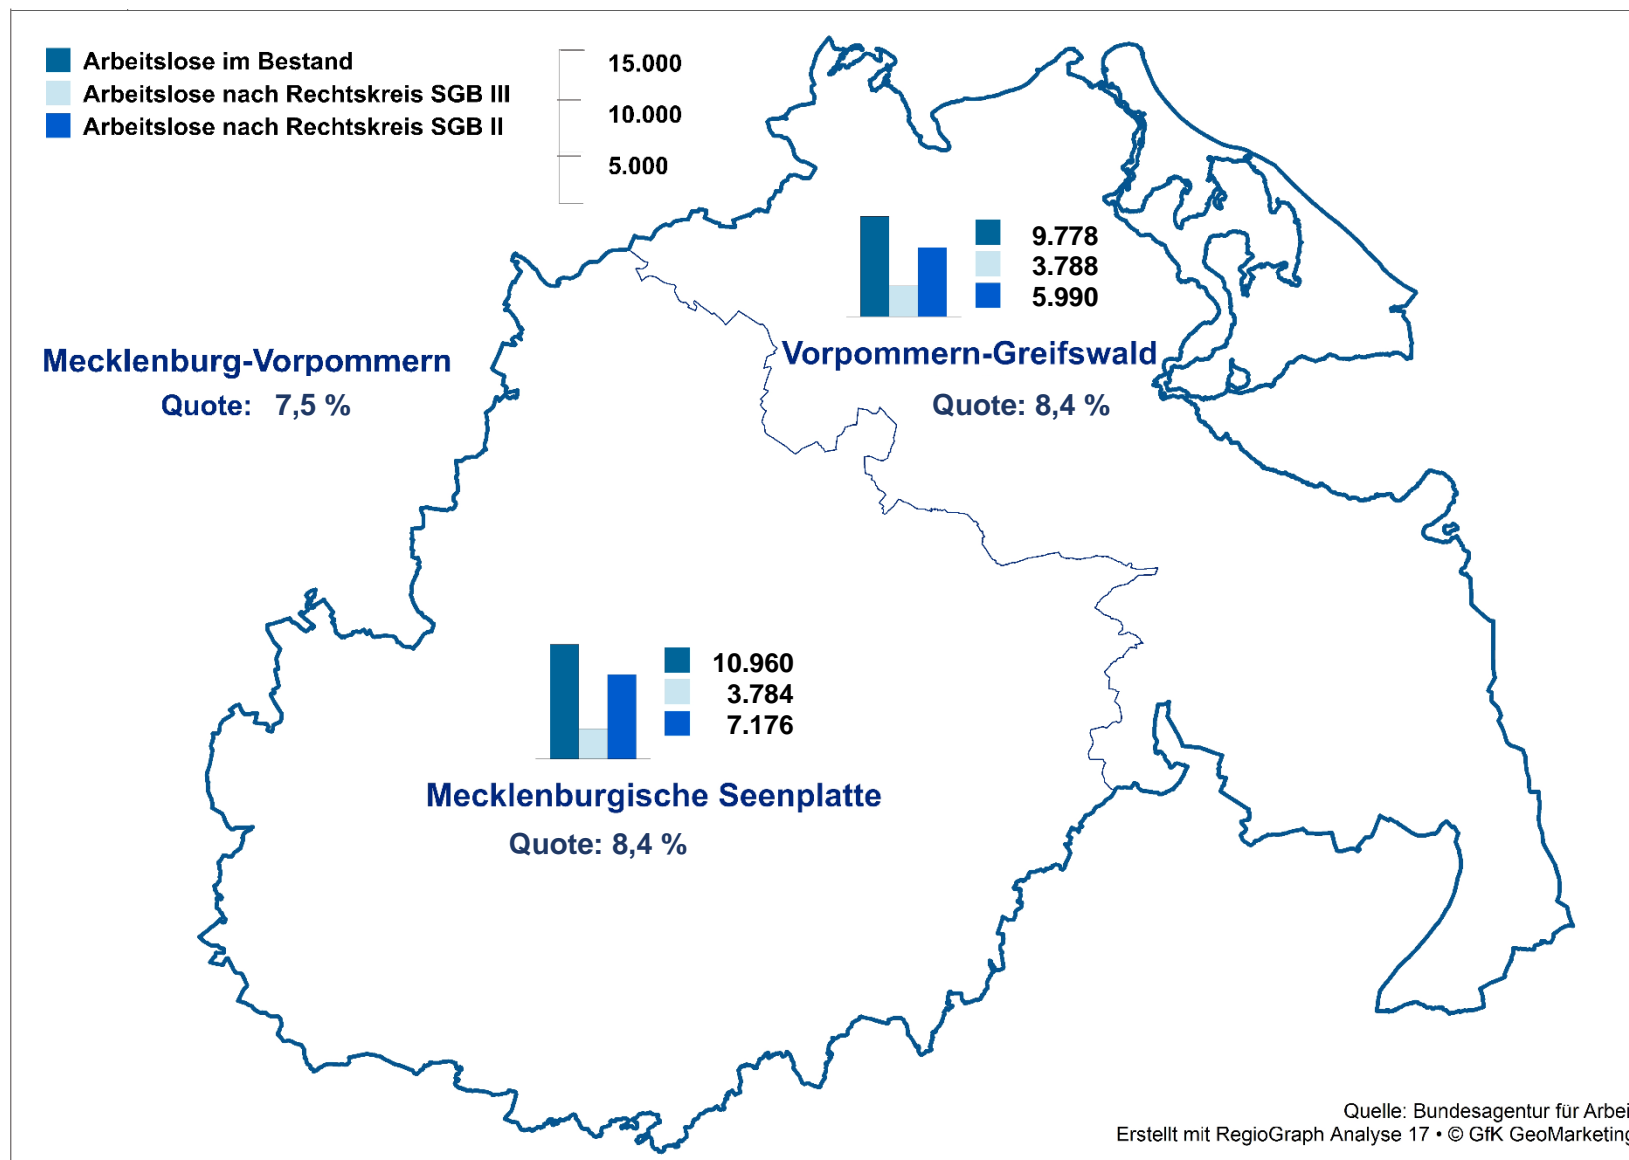 Arbeitslose im Bestand
Arbeitslose nach Rechtskreis SGB III
Arbeitslose nach Rechtskreis SGB II
15.000
10.000
5.000
9.778
3.788
5.990
Vorpommern-Greifswald
Quote: 8,4 %
Mecklenburg-Vorpommern
Quote: 7,5 %
10.960
3.784
7.176
Mecklenburgische Seenplatte
Quote: 8,4 %
Quelle: Bundesagentur für Arbei
Erstellt mit RegioGraph Analyse 17 • © GfK GeoMarketing